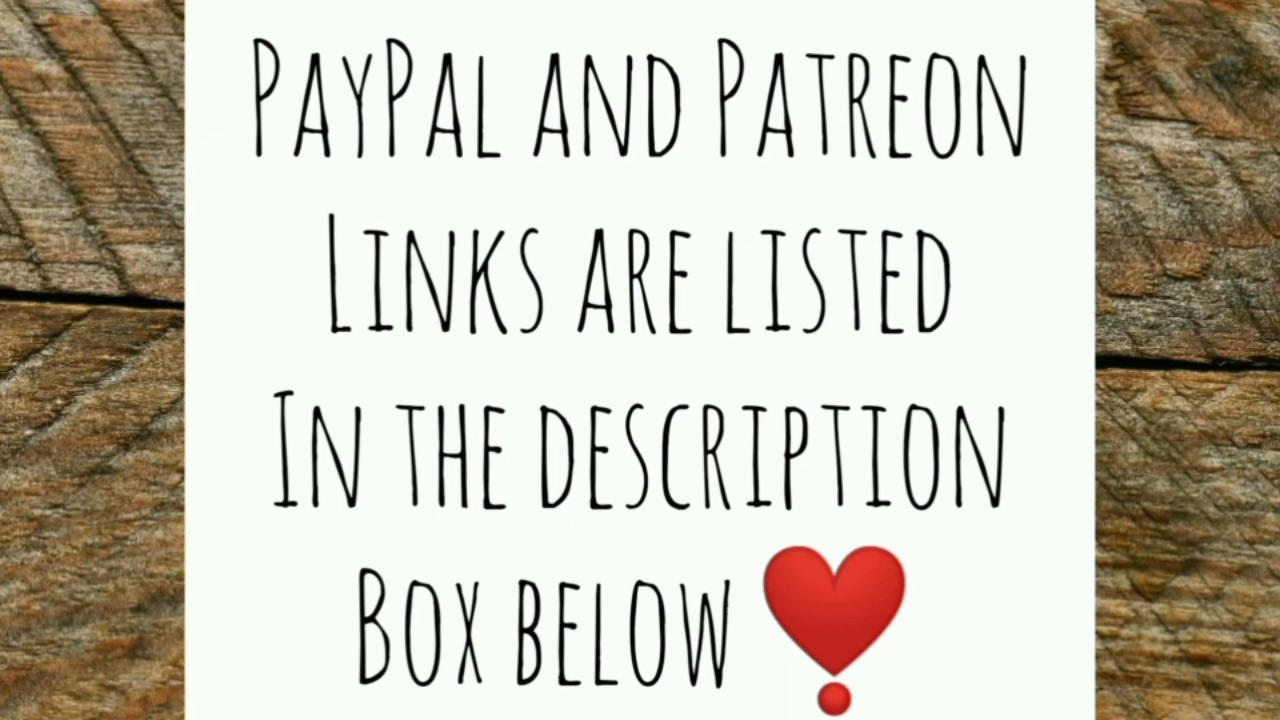 PayPal and Patreon
Links are listed
In the description
Box below ❣